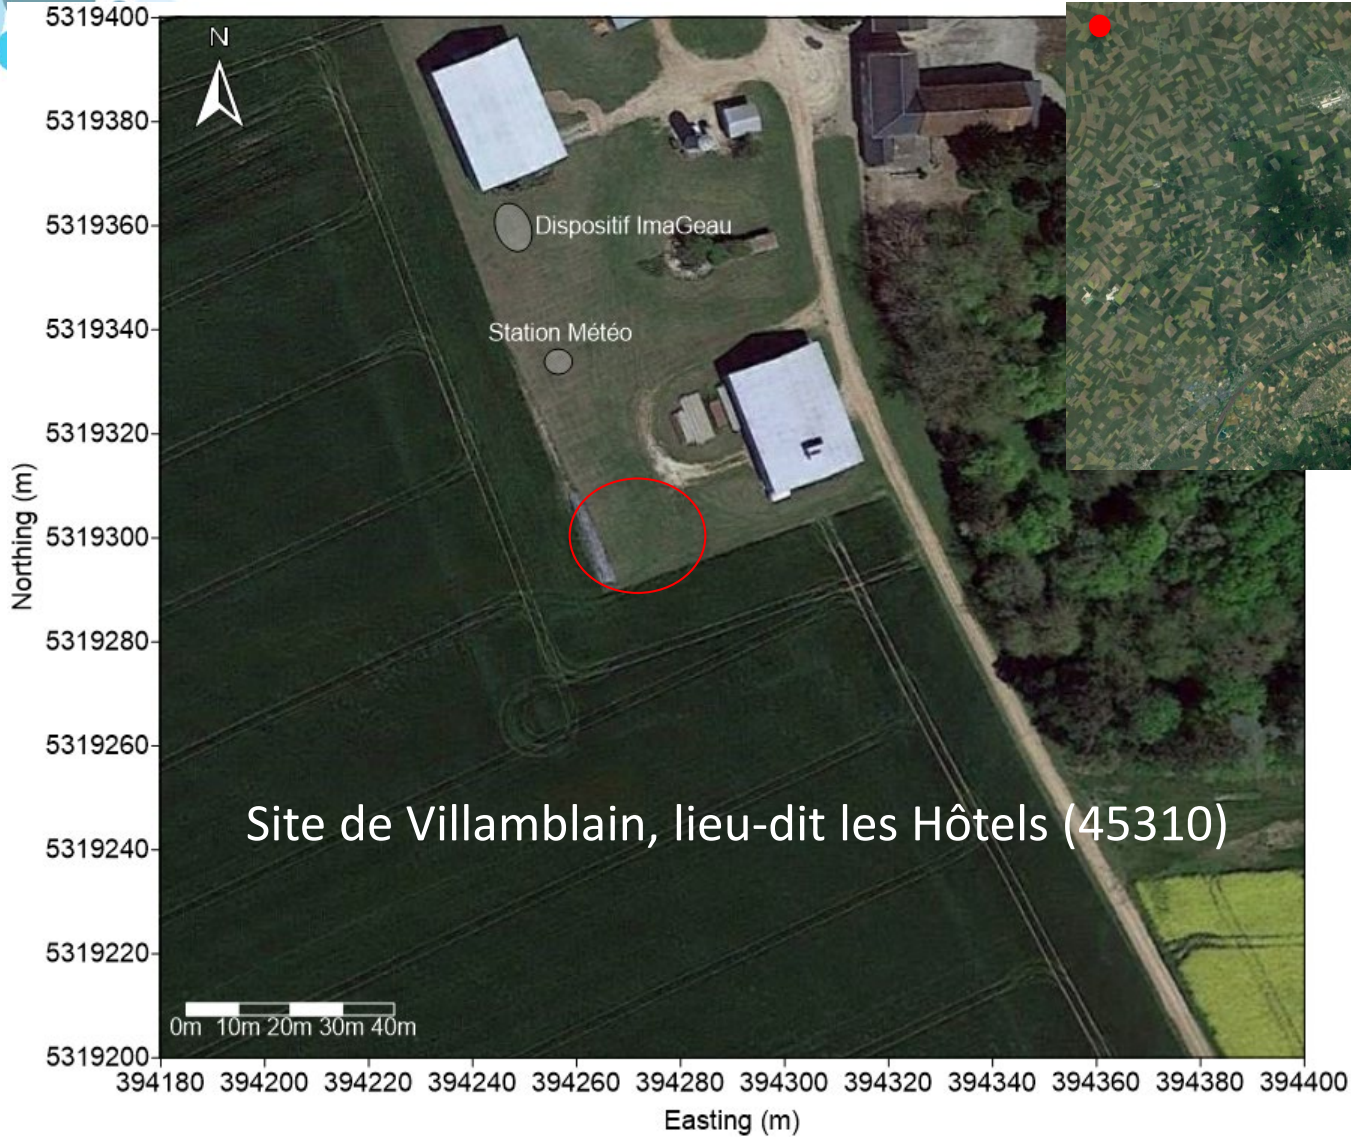 5319400
N
5319380
5319360
Dispositif ImaGeau
5319340
Station Météo
5319320
Northing (m)
5319300
5319280
5319260
Site de Villamblain, lieu-dit les Hôtels (45310)
5319240
5319220
0m 10m 20m 30m 40m
5319200
394180 394200 394220 394240 394260 394280 394300 394320 394340 394360 394380 394400
Easting (m)